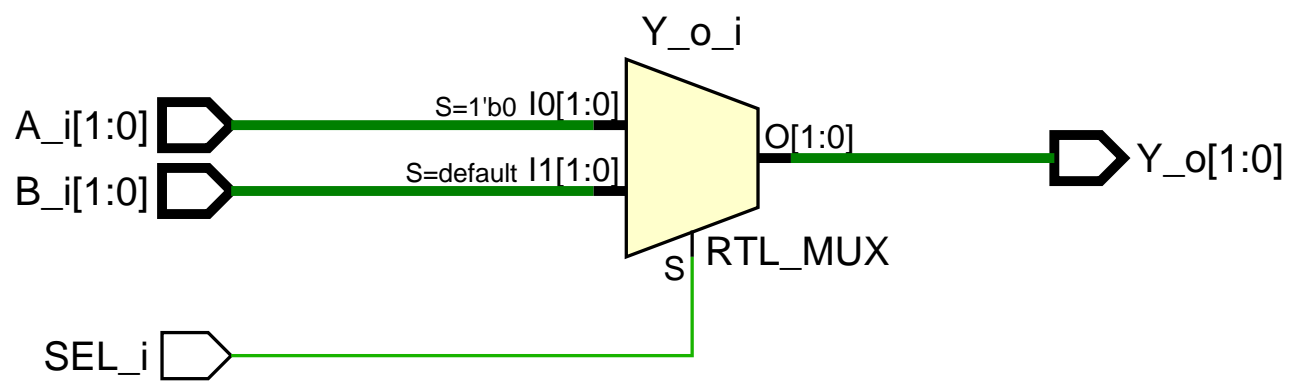 Y_o_i
A_i[1:0]
S=1'b0 I0[1:0]
O[1:0]
Y_o[1:0]
B_i[1:0]
S=default I1[1:0]
S
RTL_MUX
SEL_i